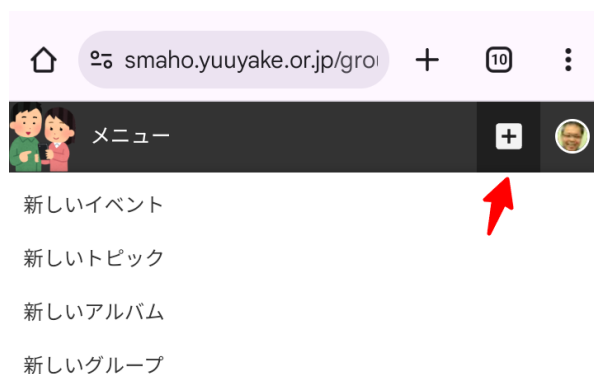 smaho.yuuyake.or.jp/gro
10
メニュー
新しいイベント
新しいトピック
新しいアルバム
新しいグループ